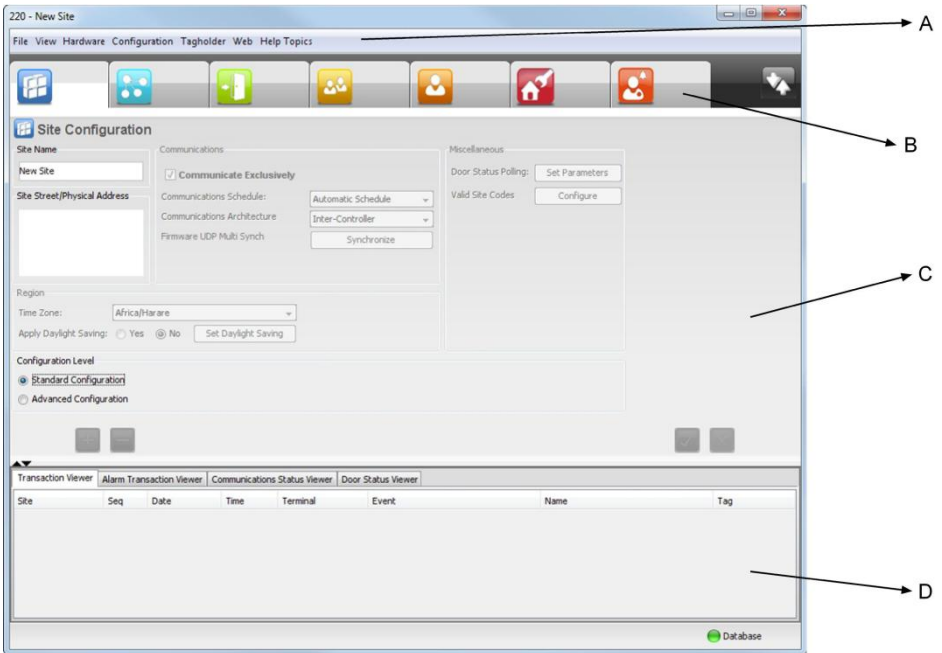 220 - New Site
A
File View Hardware Configuration Tagholder Web Help Topics
B
Site Configuration
Site Name
New Site
Site Street/Physical Address
Communications
Communicate Exclusively
Communications Schedule: Automatic Schedule
Communications Architecture Inter-Controller
Firmware UDP Multi Synch Synchronize
Miscellaneous
Door Status Polling: Set Parameters
Valid Site Codes Configure
C
Region
Time Zone: Africa/Harare
Apply Daylight Saving: Yes No Set Daylight Saving
Configuration Level
Standard Configuration
Advanced Configuration
Transaction Viewer Alarm Transaction Viewer Communications Status Viewer Door Status Viewer
Site Seq Date Time Terminal Event Name Tag
D
Database